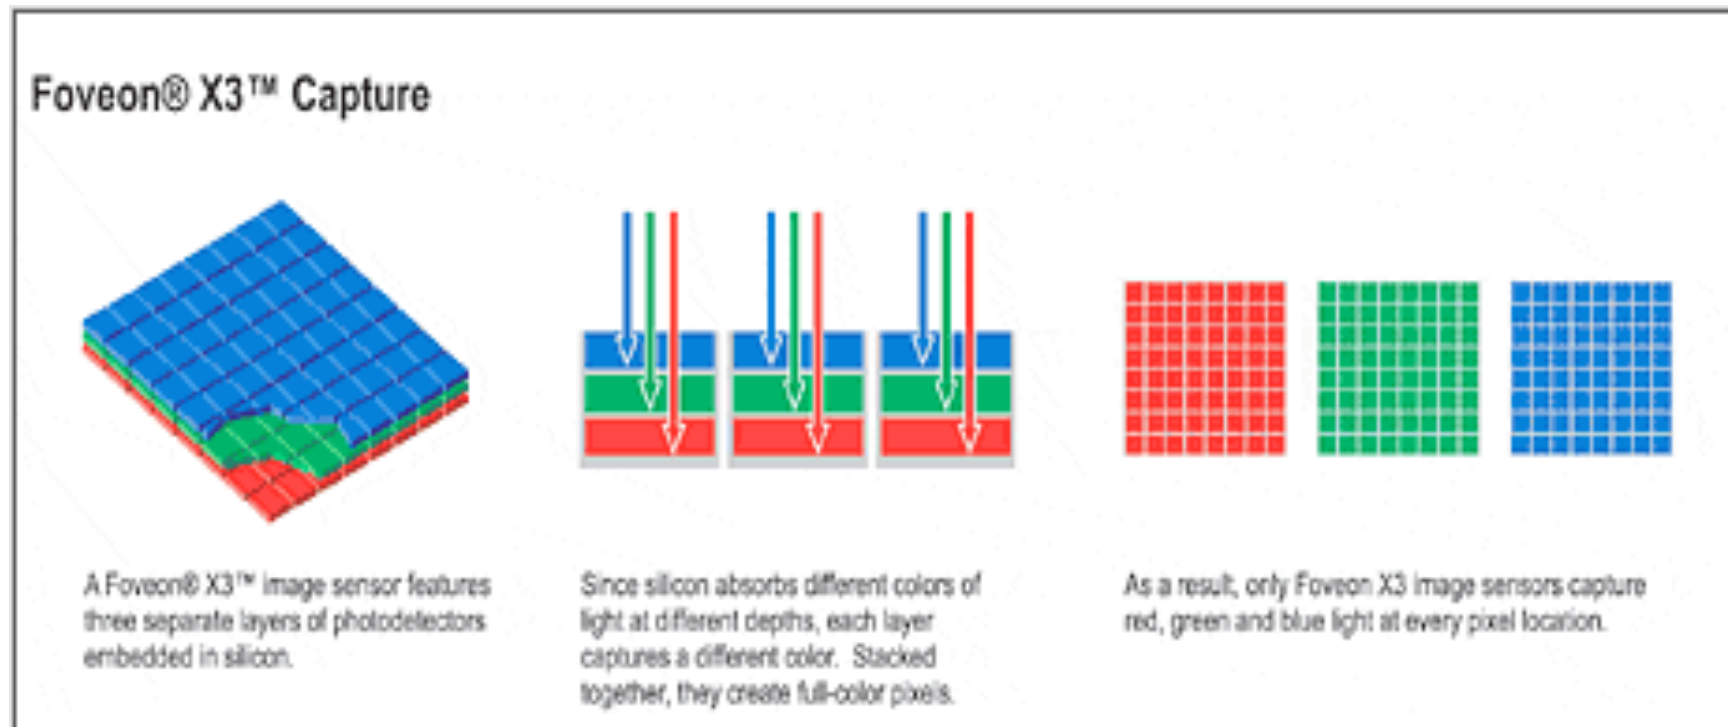 Foveon® X3™ Capture
A Foveon® X3™ image sensor features
three separate layers of photodetectors
embedded in silicon.
Since silicon absorbs different colors of
light at different depths, each layer
captures a different color. Stacked
together, they create full-color pixels.
As a result, only Foveon X3 image sensors capture
red, green and blue light at every pixel location.